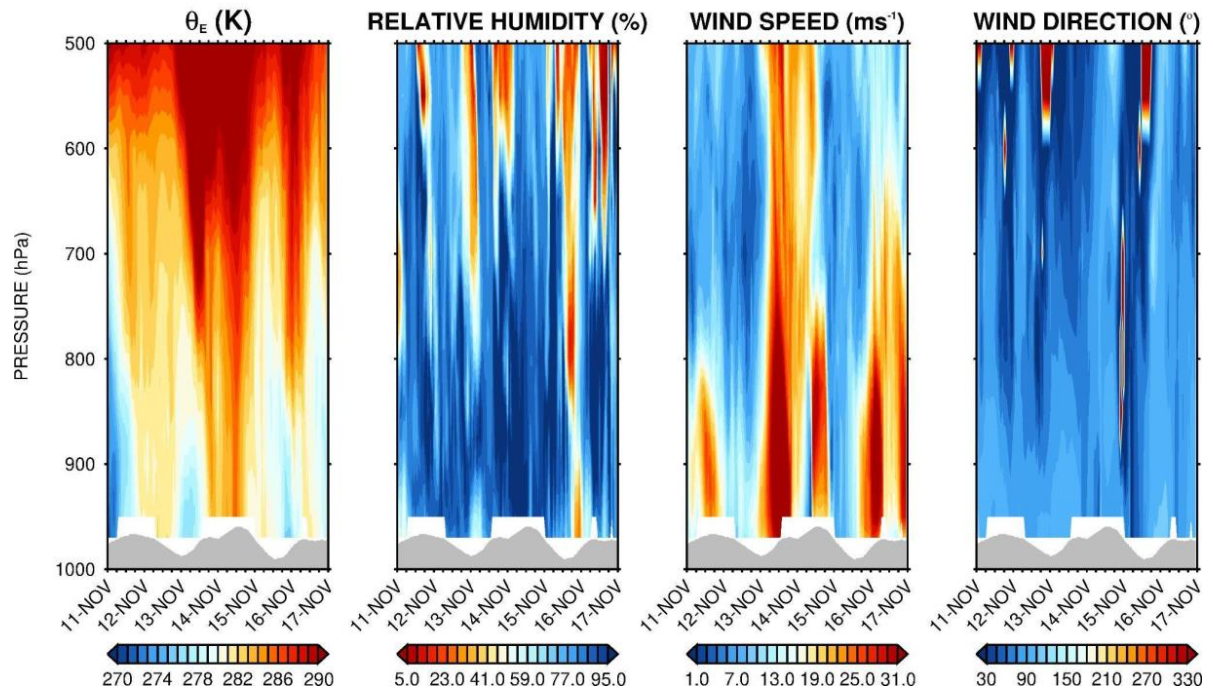 θE (K) RELATIVE HUMIDITY (%) WIND SPEED (ms-1) WIND DIRECTION (°)
PRESSURE (hPa)
500
600
700
800
900
1000
11-NOV 12-NOV 13-NOV 14-NOV 15-NOV 16-NOV 17-NOV
11-NOV 12-NOV 13-NOV 14-NOV 15-NOV 16-NOV 17-NOV
11-NOV 12-NOV 13-NOV 14-NOV 15-NOV 16-NOV 17-NOV
11-NOV 12-NOV 13-NOV 14-NOV 15-NOV 16-NOV 17-NOV
270 274 278 282 286 290
5.0 23.0 41.0 59.0 77.0 95.0
1.0 7.0 13.0 19.0 25.0 31.0
30 90 150 210 270 330